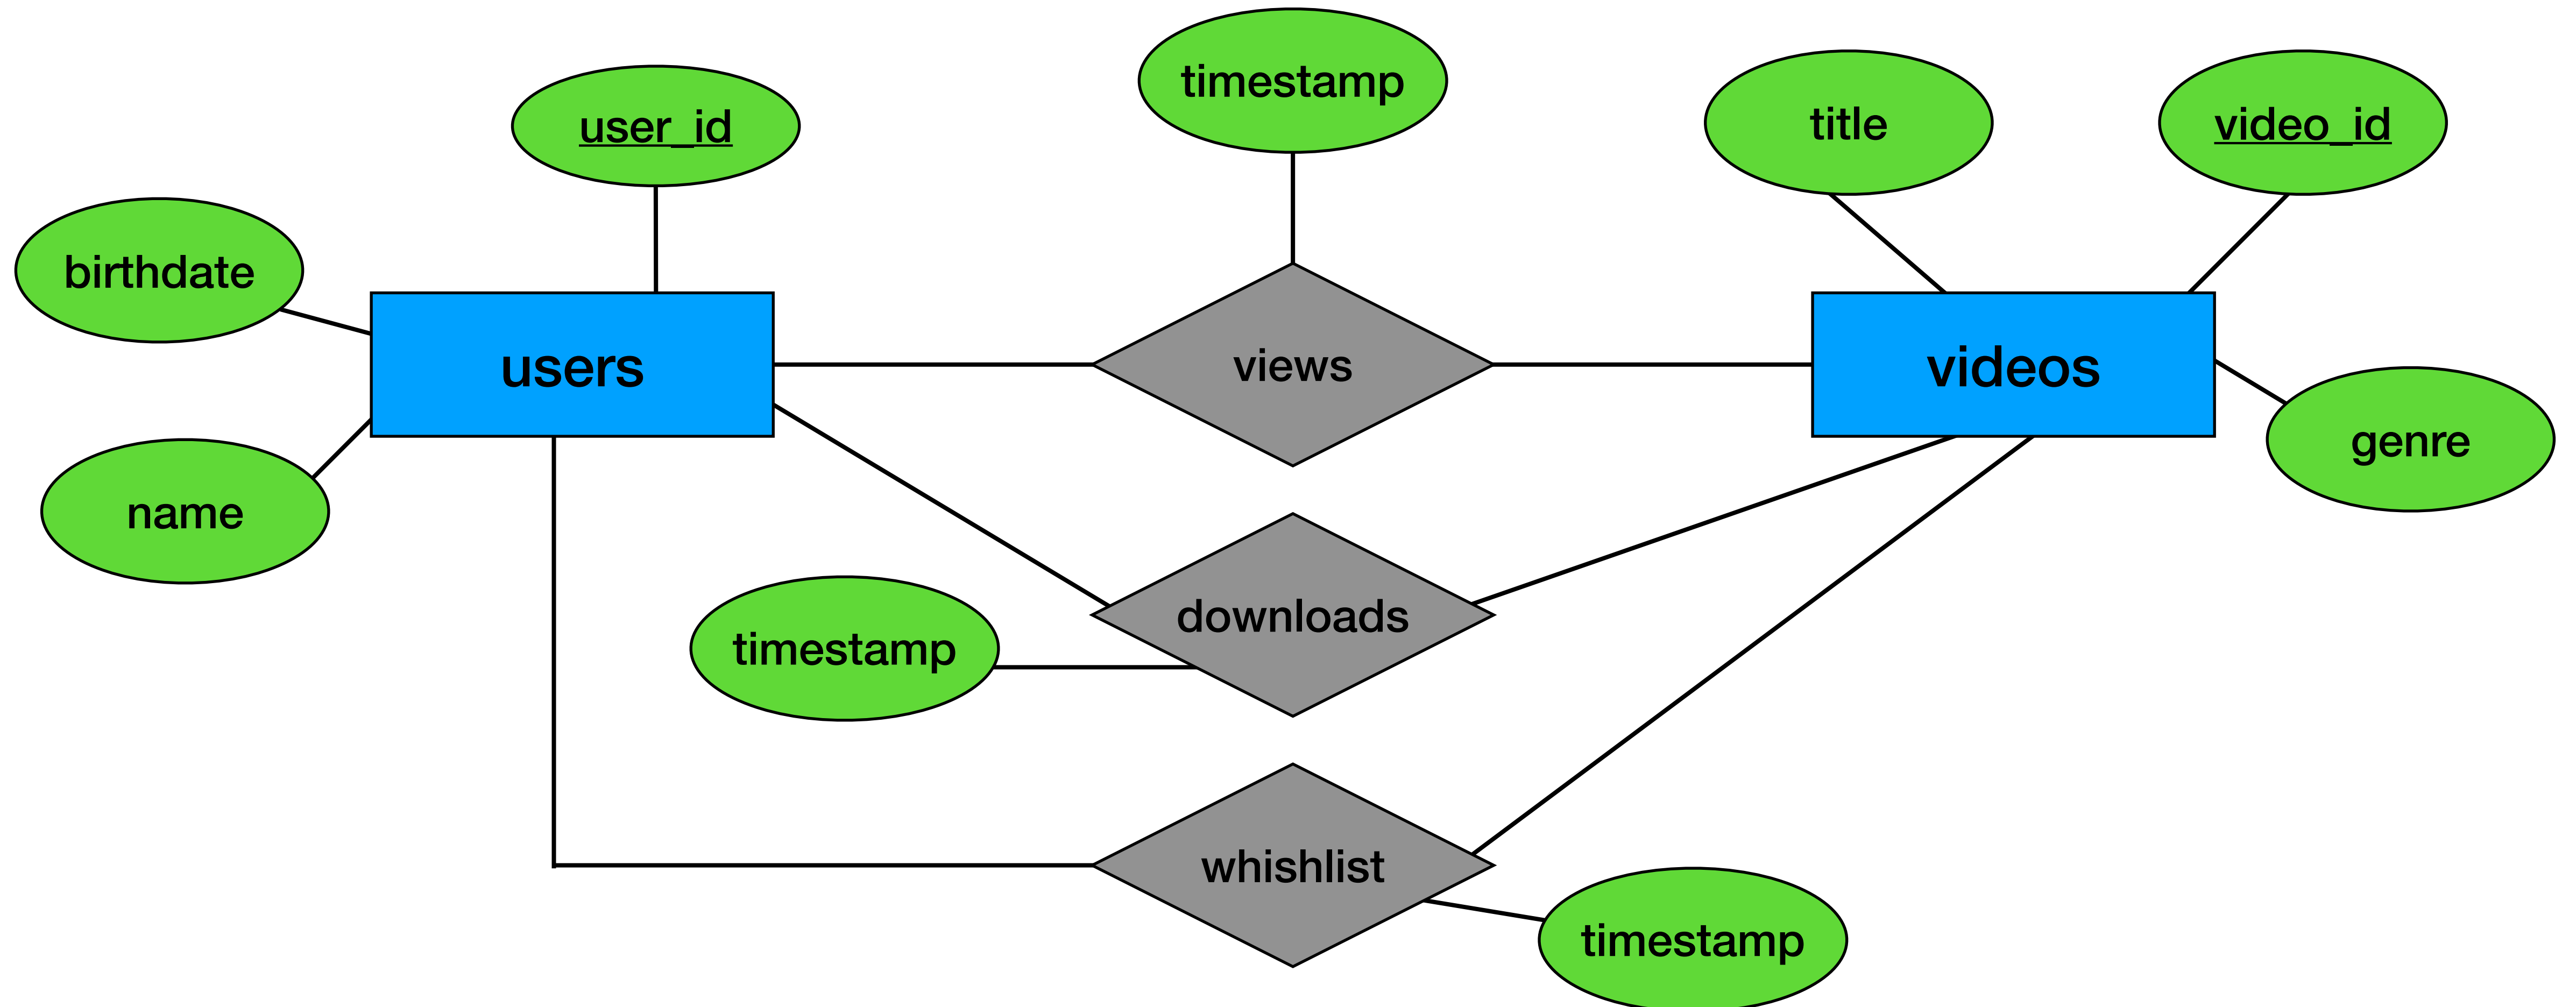 timestamp
title
video_id
user_id
birthdate
users
views
videos
genre
name
downloads
timestamp
whishlist
timestamp